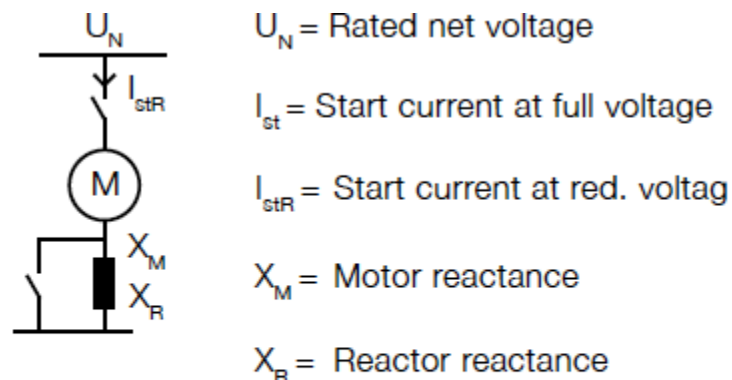 U_N
I_stR
M
X_M
X_R
U_N = Rated net voltage
I_st = Start current at full voltage
I_stR = Start current at red. voltag
X_M = Motor reactance
X_R = Reactor reactance